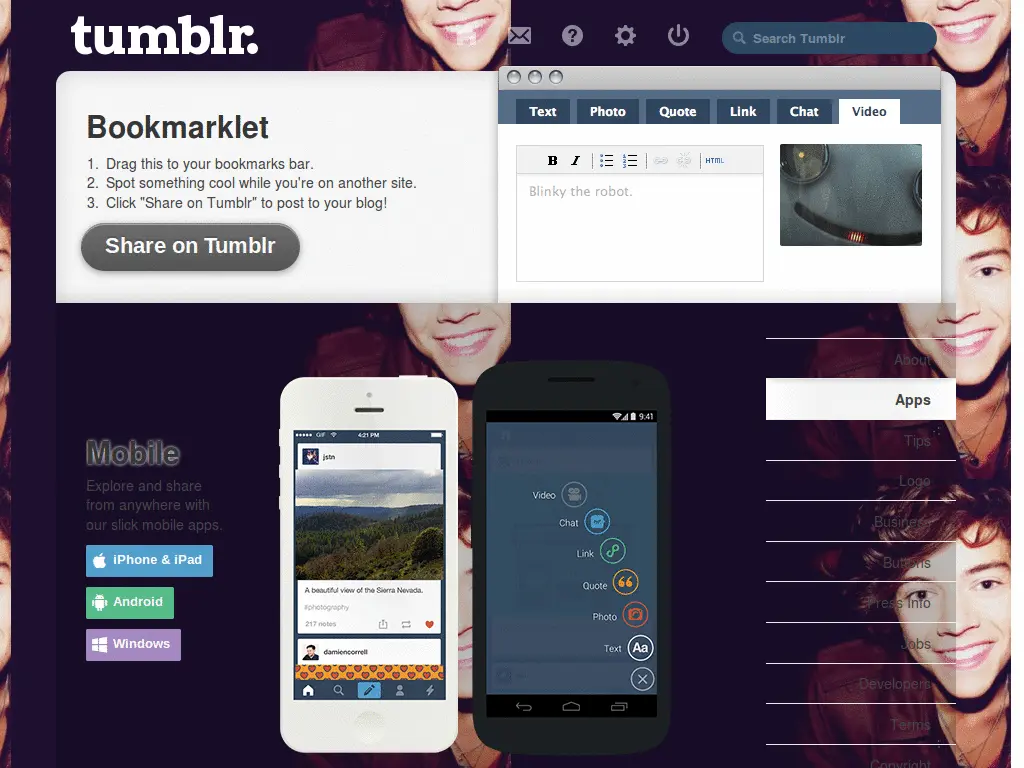 tumblr.
Search Tumblr
Bookmarklet
1. Drag this to your bookmarks bar.
2. Spot something cool while you're on another site.
3. Click "Share on Tumblr" to post to your blog!
Share on Tumblr
Text Photo Quote Link Chat Video
B I HTML
Blinky the robot.
Mobile
Explore and share
from anywhere with
our slick mobile apps.
iPhone & iPad
Android
Windows
GIF 4:21 PM
jstn
A beautiful view of the Sierra Nevada.
#photography
217 notes
damiencorrell
9:41
Video
Chat
Link
Quote
Photo
Text Aa
About
Apps
Tips
Logo
Business
Buttons
Press Info
Jobs
Developers
Terms
Copyright